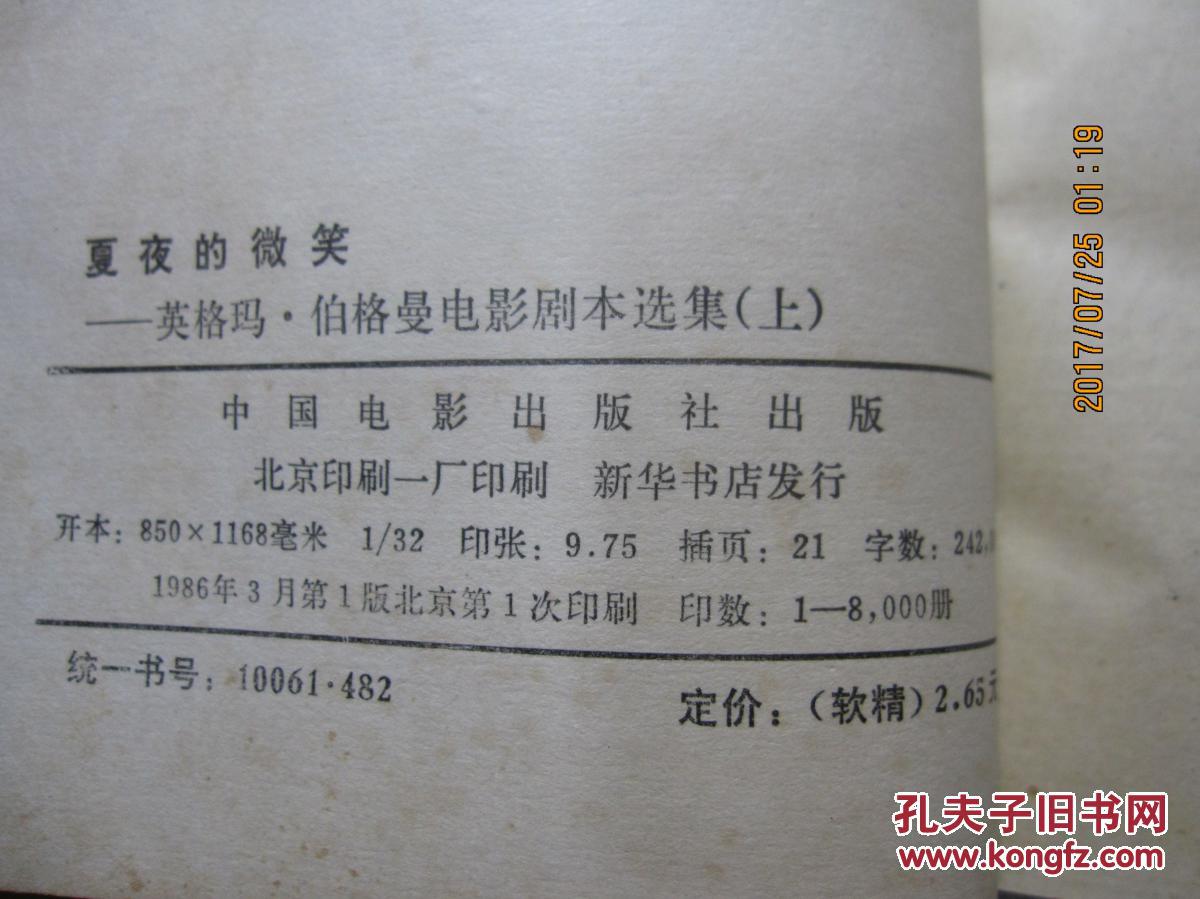 夏夜的微笑
——英格玛·伯格曼电影剧本选集(上)
中国电影出版社出版
北京印刷一厂印刷 新华书店发行
开本：850×1168毫米 1/32 印张：9.75 插页：21 字数：242,
1986年3月第1版北京第1次印刷 印数：1—8,000册
统一书号：10061·482 定价：(软精)2.65元
2017/07/25 01:19
孔夫子旧书网
www.kongfz.com